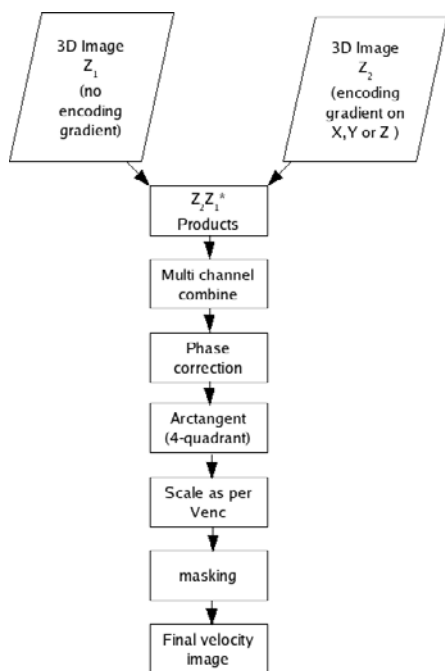 3D Image
Z₁
(no
encoding
gradient)
3D Image
Z₂
(encoding
gradient on
X,Y or Z )
Z₂Z₁*
Products
Multi channel
combine
Phase
correction
Arctangent
(4-quadrant)
Scale as per
Venc
masking
Final velocity
image